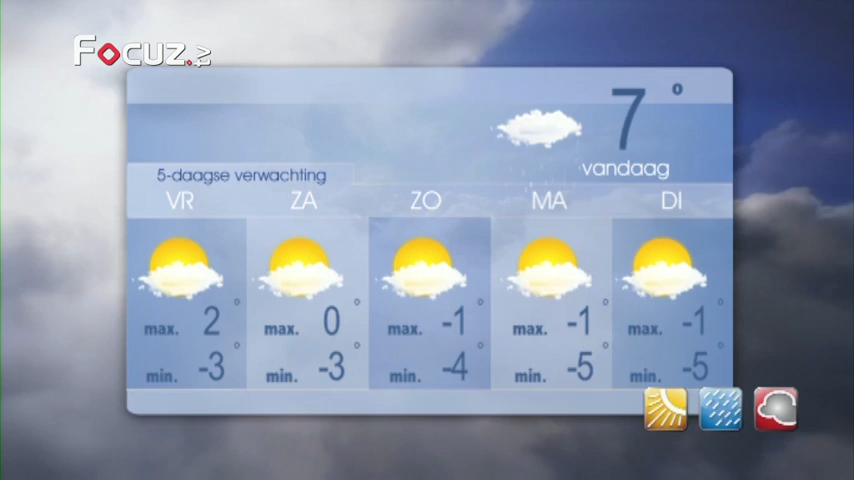 FOCUZ.tv
7°
vandaag
5-daagse verwachting
VR ZA ZO MA DI
max. 2° max. 0° max. -1° max. -1° max. -1°
min. -3° min. -3° min. -4° min. -5° min. -5°